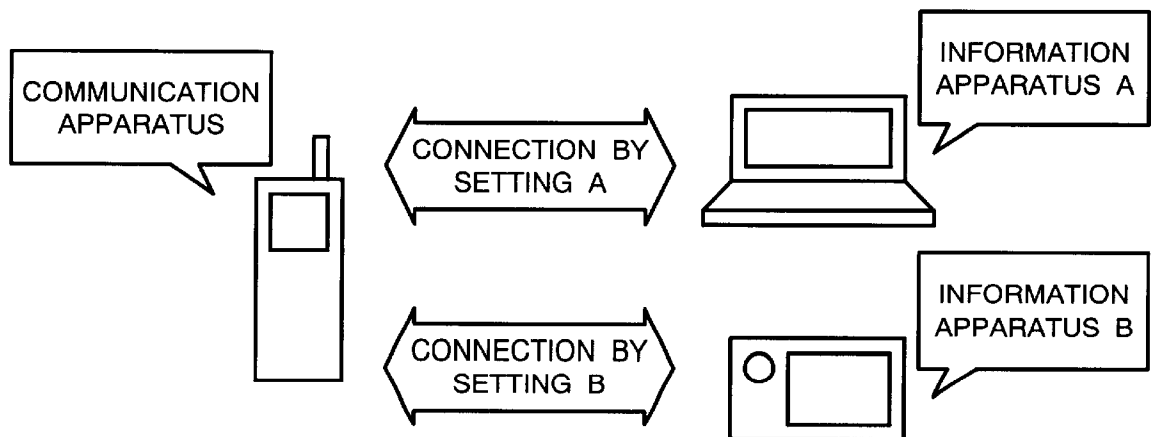 COMMUNICATION
APPARATUS
CONNECTION BY
SETTING A
INFORMATION
APPARATUS A
CONNECTION BY
SETTING B
INFORMATION
APPARATUS B